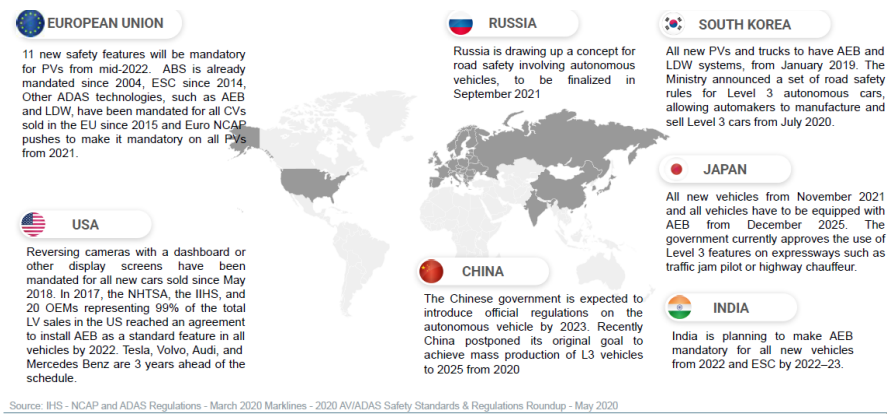 EUROPEAN UNION
11 new safety features will be mandatory
for PVs from mid-2022. ABS is already
mandated since 2004, ESC since 2014,
Other ADAS technologies, such as AEB
and LDW, have been mandated for all CVs
sold in the EU since 2015 and Euro NCAP
pushes to make it mandatory on all PVs
from 2021.
USA
Reversing cameras with a dashboard or
other display screens have been
mandated for all new cars sold since May
2018. In 2017, the NHTSA, the IIHS, and
20 OEMs representing 99% of the total
LV sales in the US reached an agreement
to install AEB as a standard feature in all
vehicles by 2022. Tesla, Volvo, Audi, and
Mercedes Benz are 3 years ahead of the
schedule.
RUSSIA
Russia is drawing up a concept for
road safety involving autonomous
vehicles, to be finalized in
September 2021
CHINA
The Chinese government is expected to
introduce official regulations on the
autonomous vehicle by 2023. Recently
China postponed its original goal to
achieve mass production of L3 vehicles
to 2025 from 2020
SOUTH KOREA
All new PVs and trucks to have AEB and
LDW systems, from January 2019. The
Ministry announced a set of road safety
rules for Level 3 autonomous cars,
allowing automakers to manufacture and
sell Level 3 cars from July 2020.
JAPAN
All new vehicles from November 2021
and all vehicles have to be equipped with
AEB from December 2025. The
government currently approves the use of
Level 3 features on expressways such as
traffic jam pilot or highway chauffeur.
INDIA
India is planning to make AEB
mandatory for all new vehicles
from 2022 and ESC by 2022–23.
Source: IHS - NCAP and ADAS Regulations - March 2020 Marklines - 2020 AV/ADAS Safety Standards & Regulations Roundup - May 2020